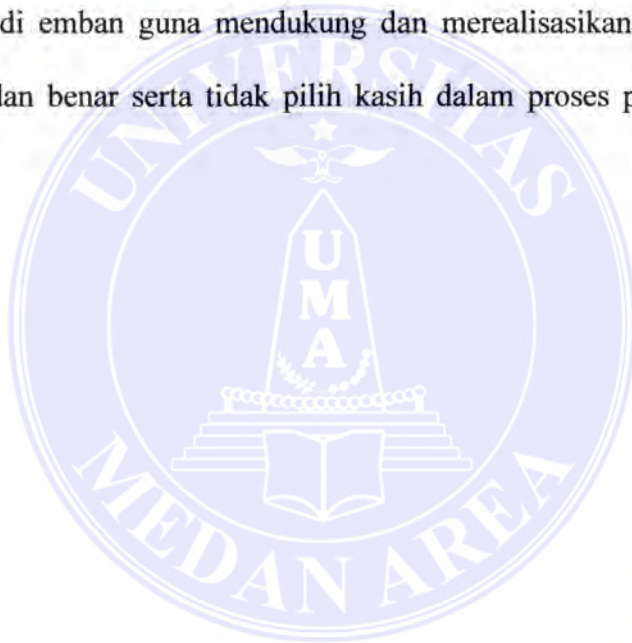 di emban guna mendukung dan merealisasikan
dan benar serta tidak pilih kasih dalam proses p
UNIVERSITAS
UMA
MEDAN AREA